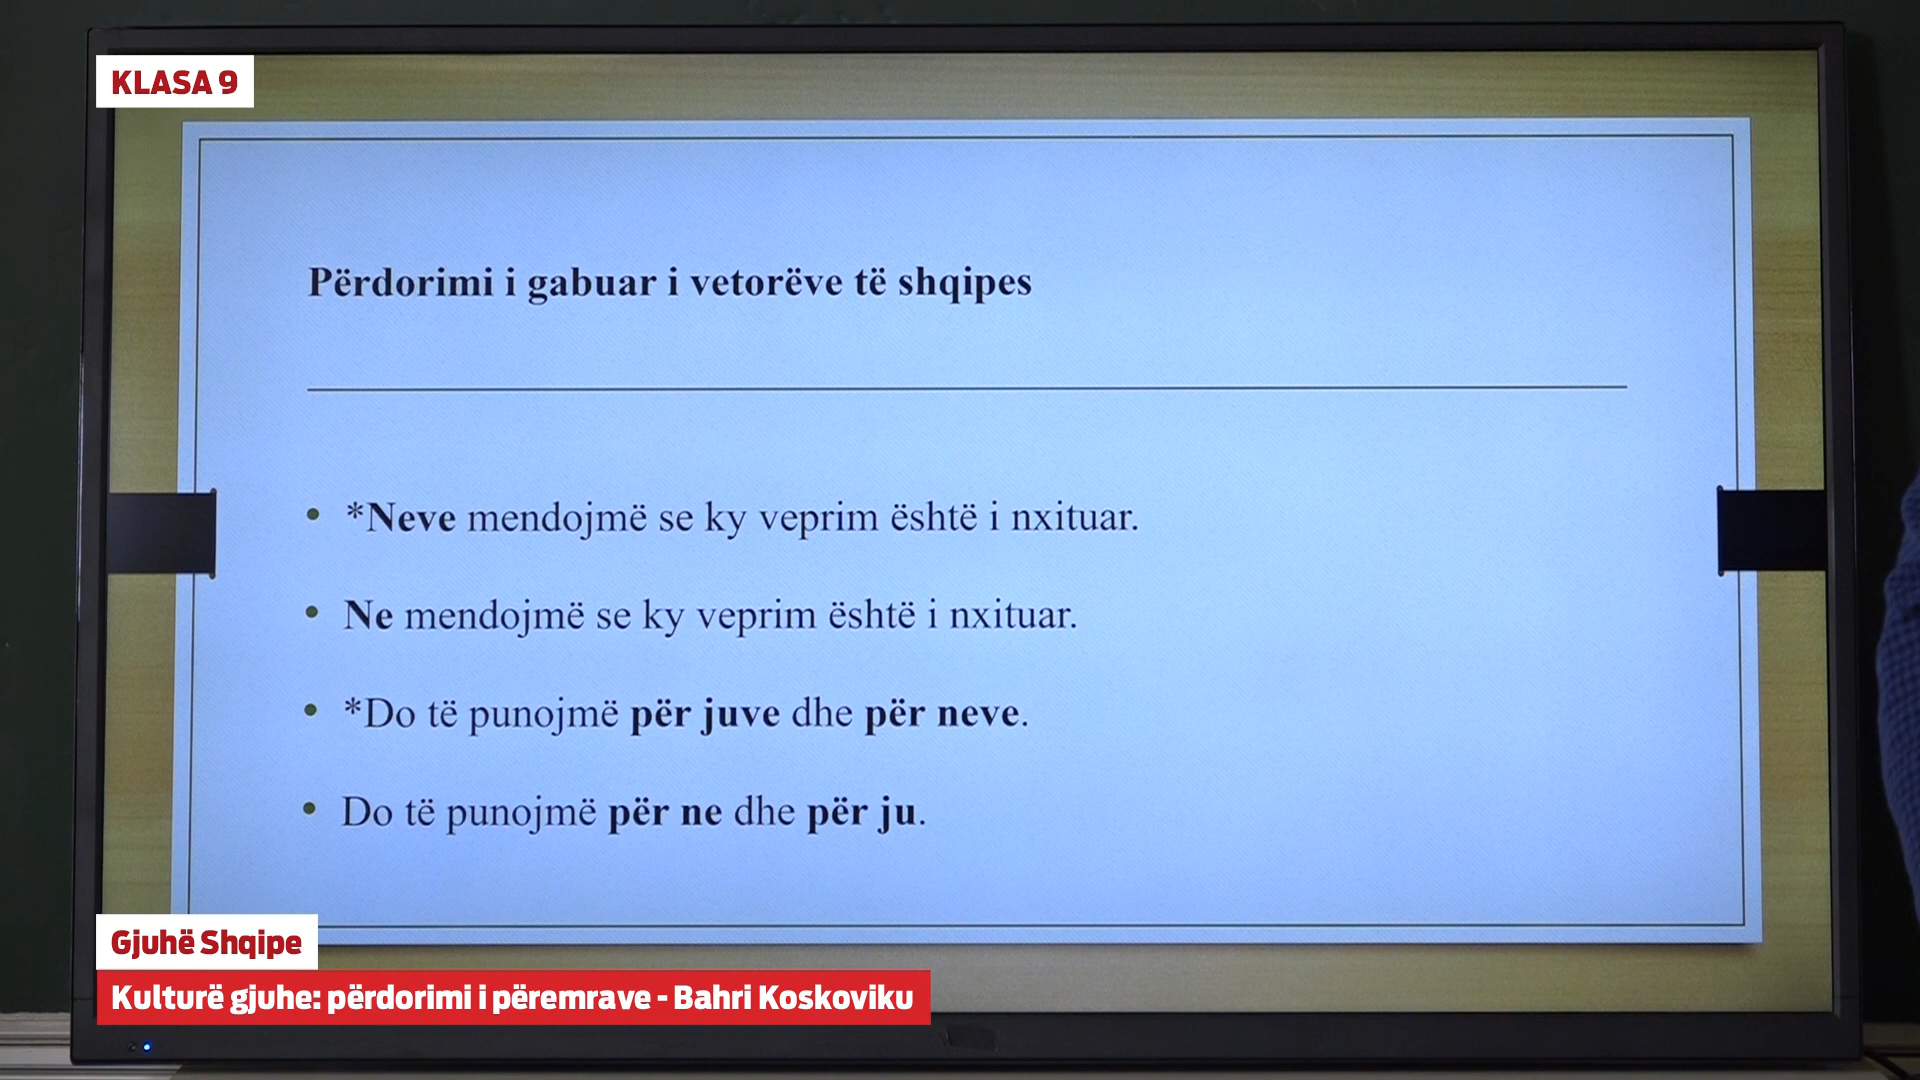 KLASA 9
Përdorimi i gabuar i vetorëve të shqipes
• *Neve mendojmë se ky veprim është i nxituar.
• Ne mendojmë se ky veprim është i nxituar.
• *Do të punojmë për juve dhe për neve.
• Do të punojmë për ne dhe për ju.
Gjuhë Shqipe
Kulturë gjuhe: përdorimi i përemrave - Bahri Koskoviku